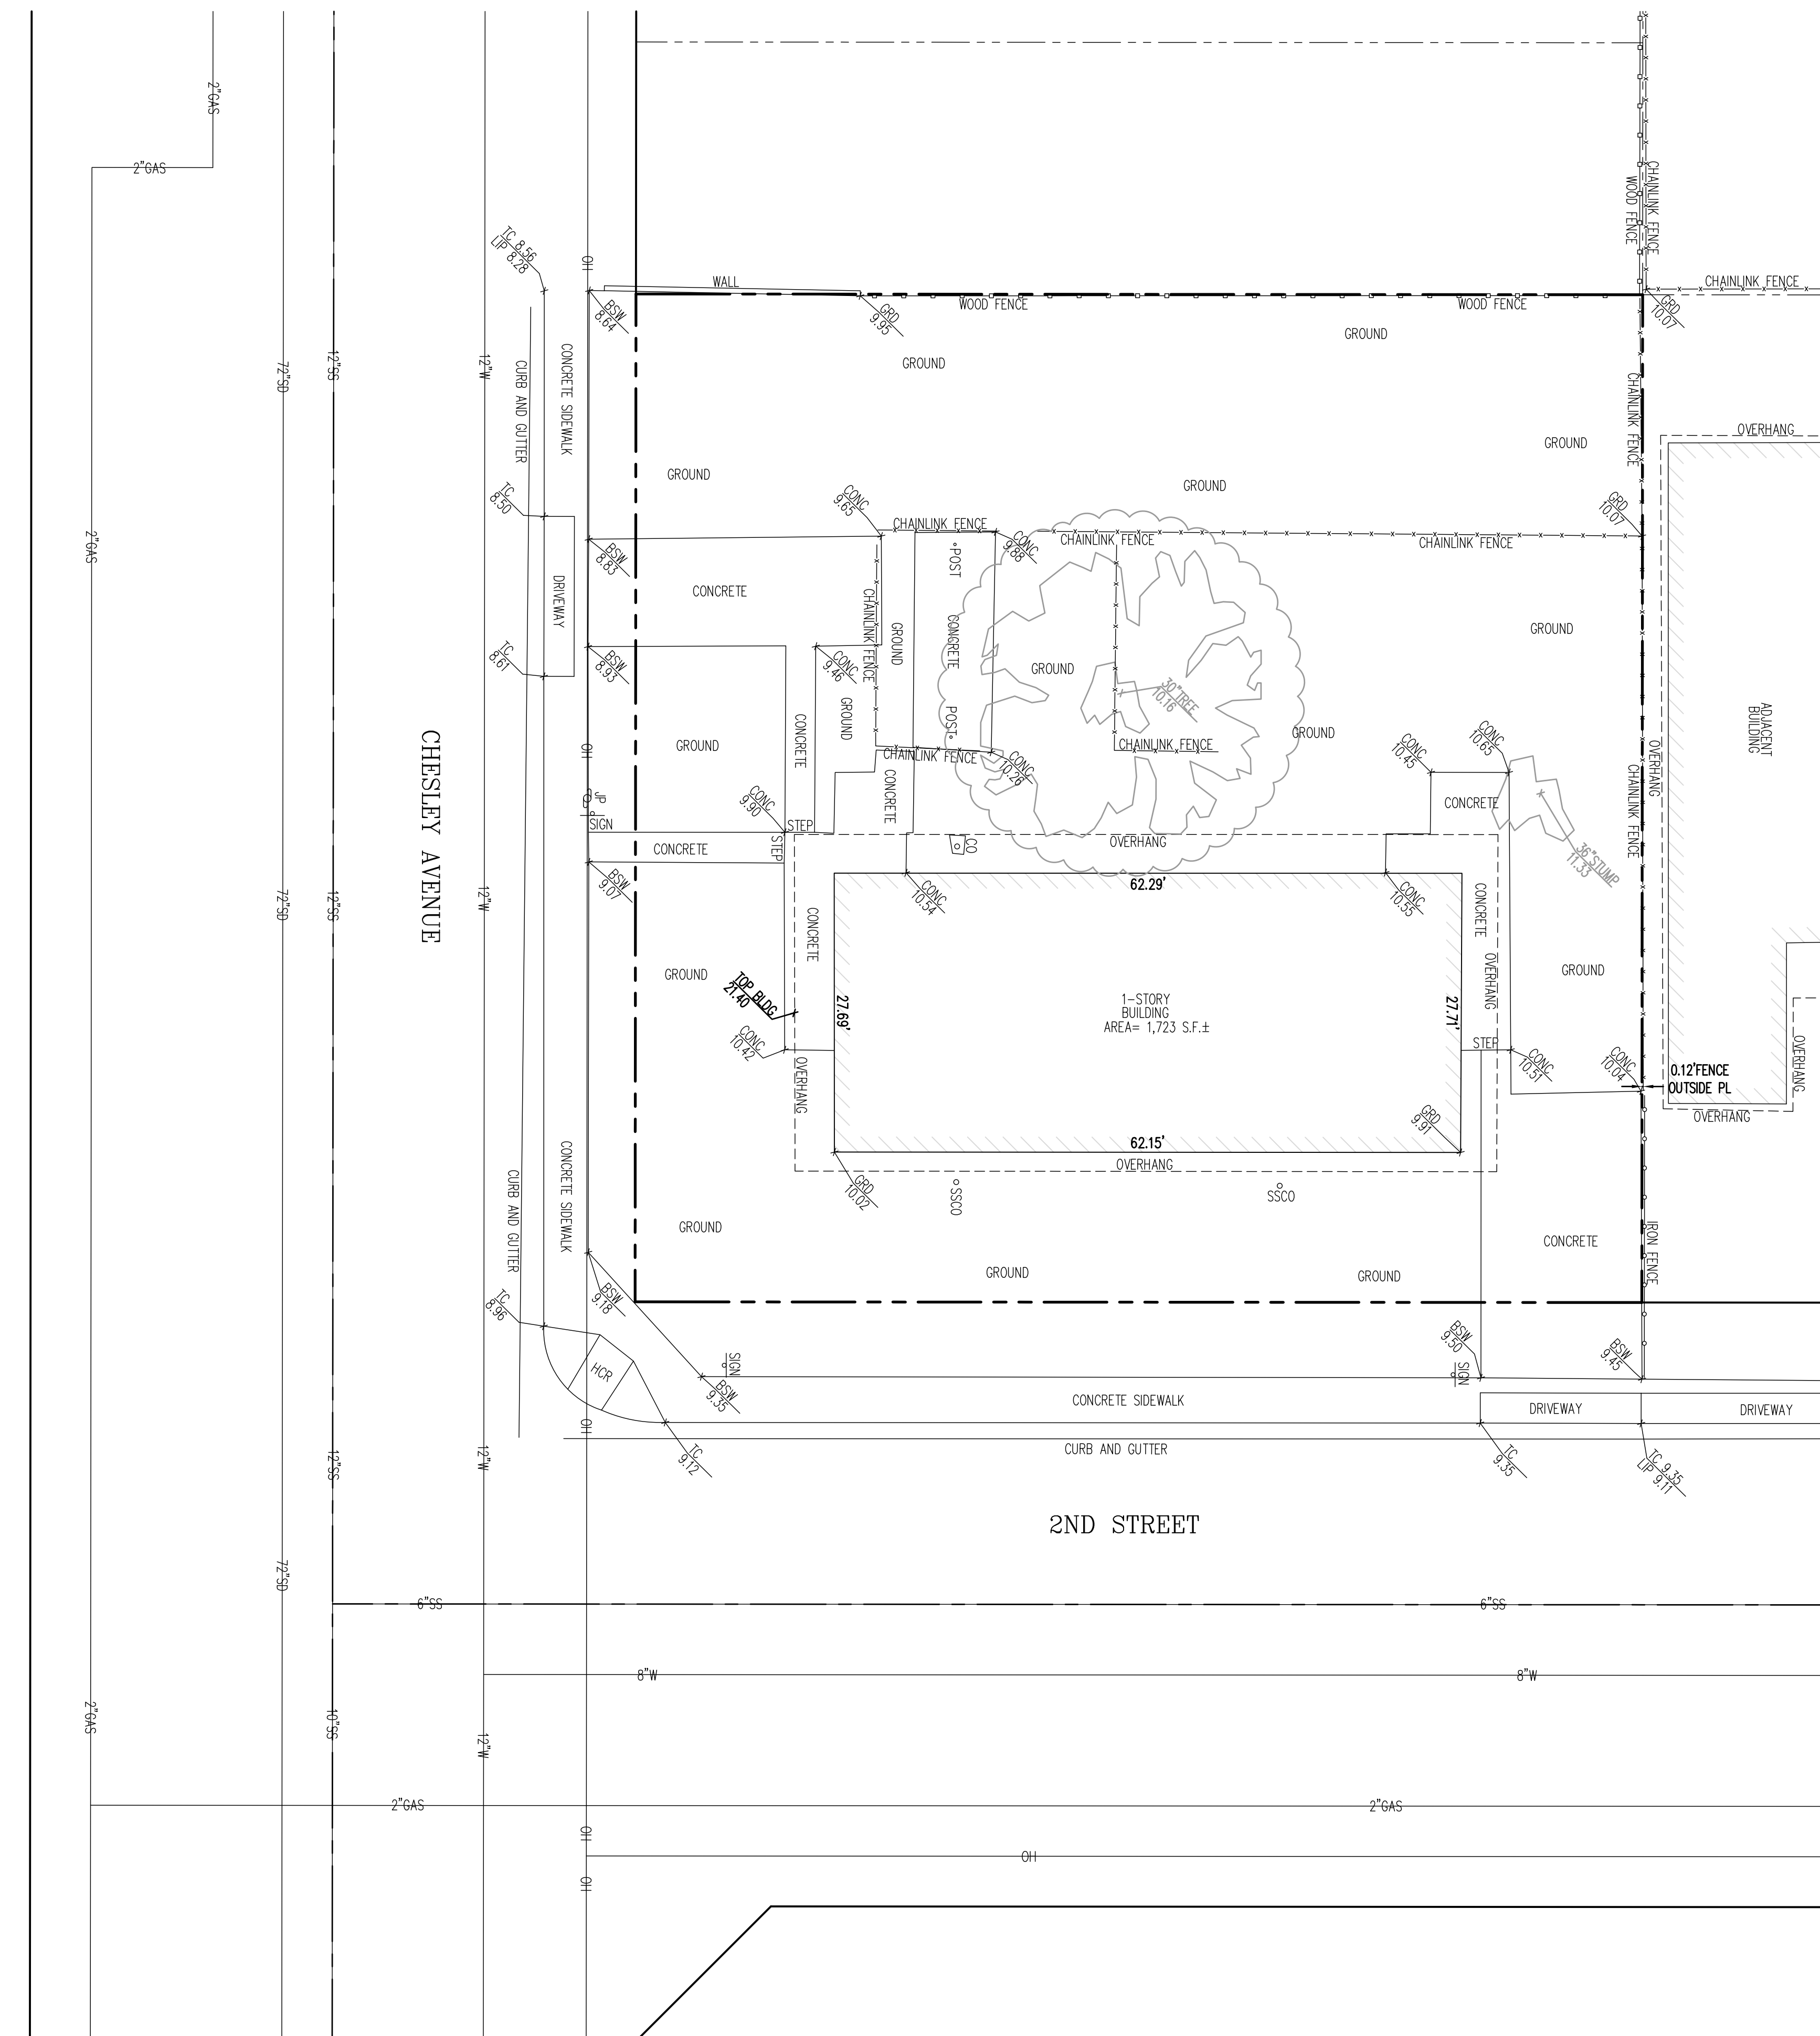 2"GAS
2"GAS
WOOD FENCE
CHAINLINK FENCE
TC 8.56
LIP 8.28
OH
WALL
CHAINLINK FENCE
BSW
8.64
GRD
9.95
WOOD FENCE
WOOD FENCE
GRD
10.07
GROUND
GROUND
72"SD
12"SS
12"W
CURB AND GUTTER
CONCRETE SIDEWALK
CHAINLINK FENCE
OVERHANG
GROUND
GROUND
GROUND
TC
8.50
CONC
9.65
CHAINLINK FENCE
GRD
10.07
2"GAS
BSW
8.83
POST
CONC
9.88
CHAINLINK FENCE
CHAINLINK FENCE
DRIVEWAY
CONCRETE
CHAINLINK FENCE
GROUND
CONCRETE
GROUND
GROUND
TC
8.61
BSW
8.93
CONC
9.46
30"TREE
10.16
GROUND
CONCRETE
POST
GROUND
ADJACENT
BUILDING
CHESLEY AVENUE
OH
GROUND
CHAINLINK FENCE
CONC
10.26
CHAINLINK FENCE
CONC
10.45
CONC
10.65
OVERHANG
CHAINLINK FENCE
CONCRETE
JP
SIGN
CONC
9.90
STEP
STEP
CONCRETE
CONCRETE
CO
OVERHANG
36"STUMP
11.33
BSW
9.07
CONC
10.54
62.29'
CONC
10.55
72"SD
12"SS
12"W
CONCRETE
CONCRETE
GROUND
OVERHANG
GROUND
TOP BLDG
21.40
27.69'
1-STORY
BUILDING
AREA= 1,723 S.F.±
27.71'
CONC
10.42
STEP
CONC
10.51
CONC
10.04
0.12'FENCE
OUTSIDE PL
OVERHANG
OVERHANG
OVERHANG
GRD
9.91
62.15'
OVERHANG
CONCRETE SIDEWALK
CURB AND GUTTER
GRD
10.02
SSCO
SSCO
GROUND
CONCRETE
IRON FENCE
GROUND
GROUND
BSW
9.18
TC
8.96
HCR
SIGN
BSW
9.35
BSW
9.50
SIGN
BSW
9.45
CONCRETE SIDEWALK
DRIVEWAY
DRIVEWAY
OH
CURB AND GUTTER
TC
9.12
TC
9.35
TC 9.35
LIP 9.11
12"SS
12"W
2ND STREET
72"SD
6"SS
6"SS
8"W
8"W
2"GAS
10"SS
12"W
2"GAS
2"GAS
OH
OH
OH